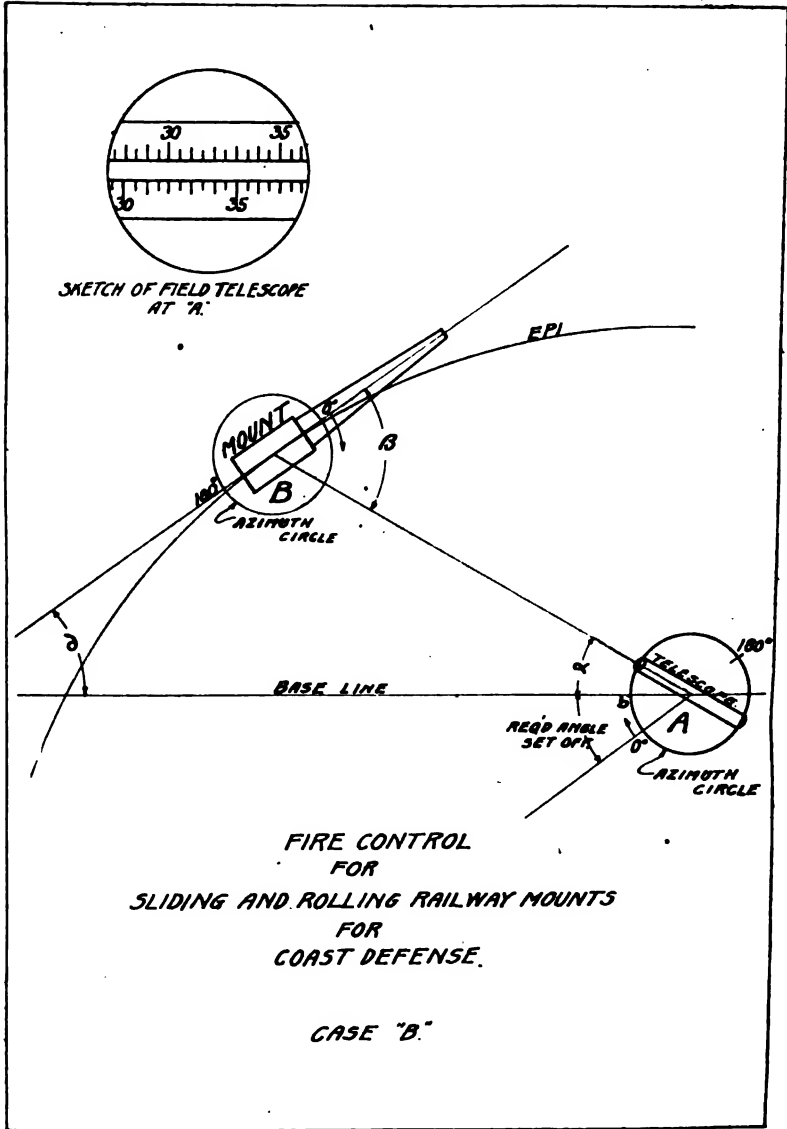 30 35
30 35
SKETCH OF FIELD TELESCOPE
AT "A."
EPI
MOUNT
σ
β
180°
B
AZIMUTH
CIRCLE
∂
α
180°
TELESCOPE
BASE LINE
b
A
REQ'D ANGLE
SET OFF
0°
AZIMUTH
CIRCLE
FIRE CONTROL
FOR
SLIDING AND ROLLING RAILWAY MOUNTS
FOR
COAST DEFENSE.
CASE "B."